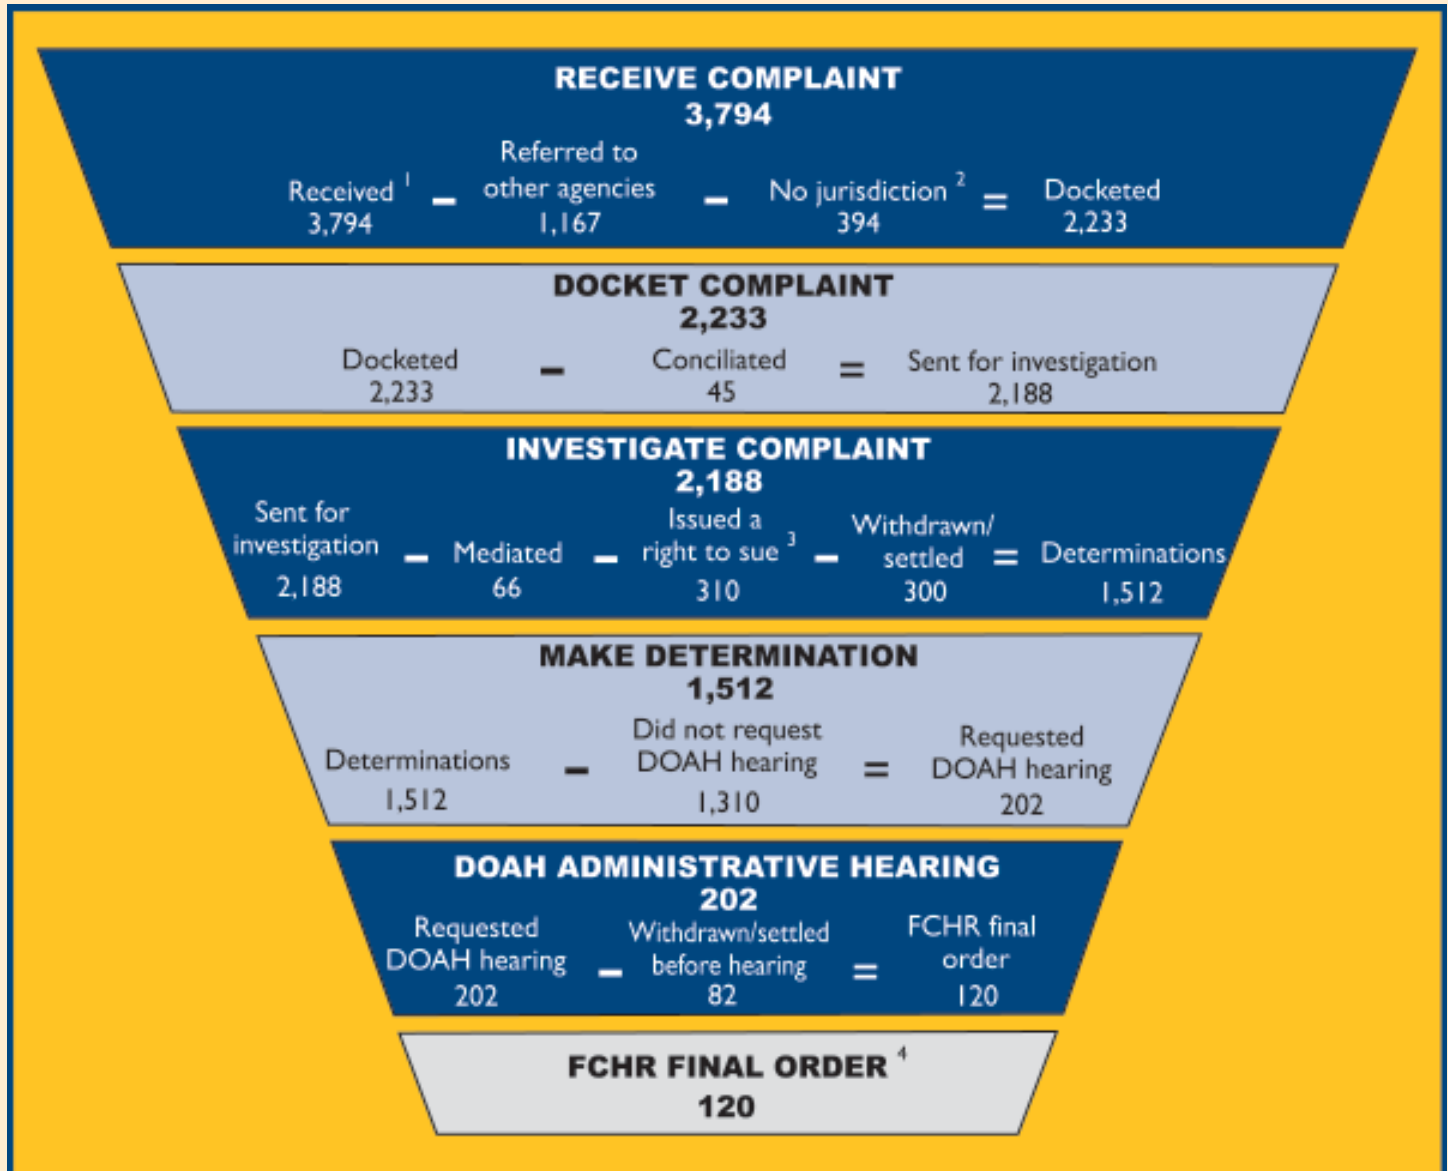 RECEIVE COMPLAINT
3,794
Received 1 – Referred to other agencies – No jurisdiction 2 = Docketed
3,794 1,167 394 2,233
DOCKET COMPLAINT
2,233
Docketed – Conciliated = Sent for investigation
2,233 45 2,188
INVESTIGATE COMPLAINT
2,188
Sent for investigation – Mediated – Issued a right to sue 3 – Withdrawn/ settled = Determinations
2,188 66 310 300 1,512
MAKE DETERMINATION
1,512
Determinations – Did not request DOAH hearing = Requested DOAH hearing
1,512 1,310 202
DOAH ADMINISTRATIVE HEARING
202
Requested DOAH hearing – Withdrawn/settled before hearing = FCHR final order
202 82 120
FCHR FINAL ORDER 4
120